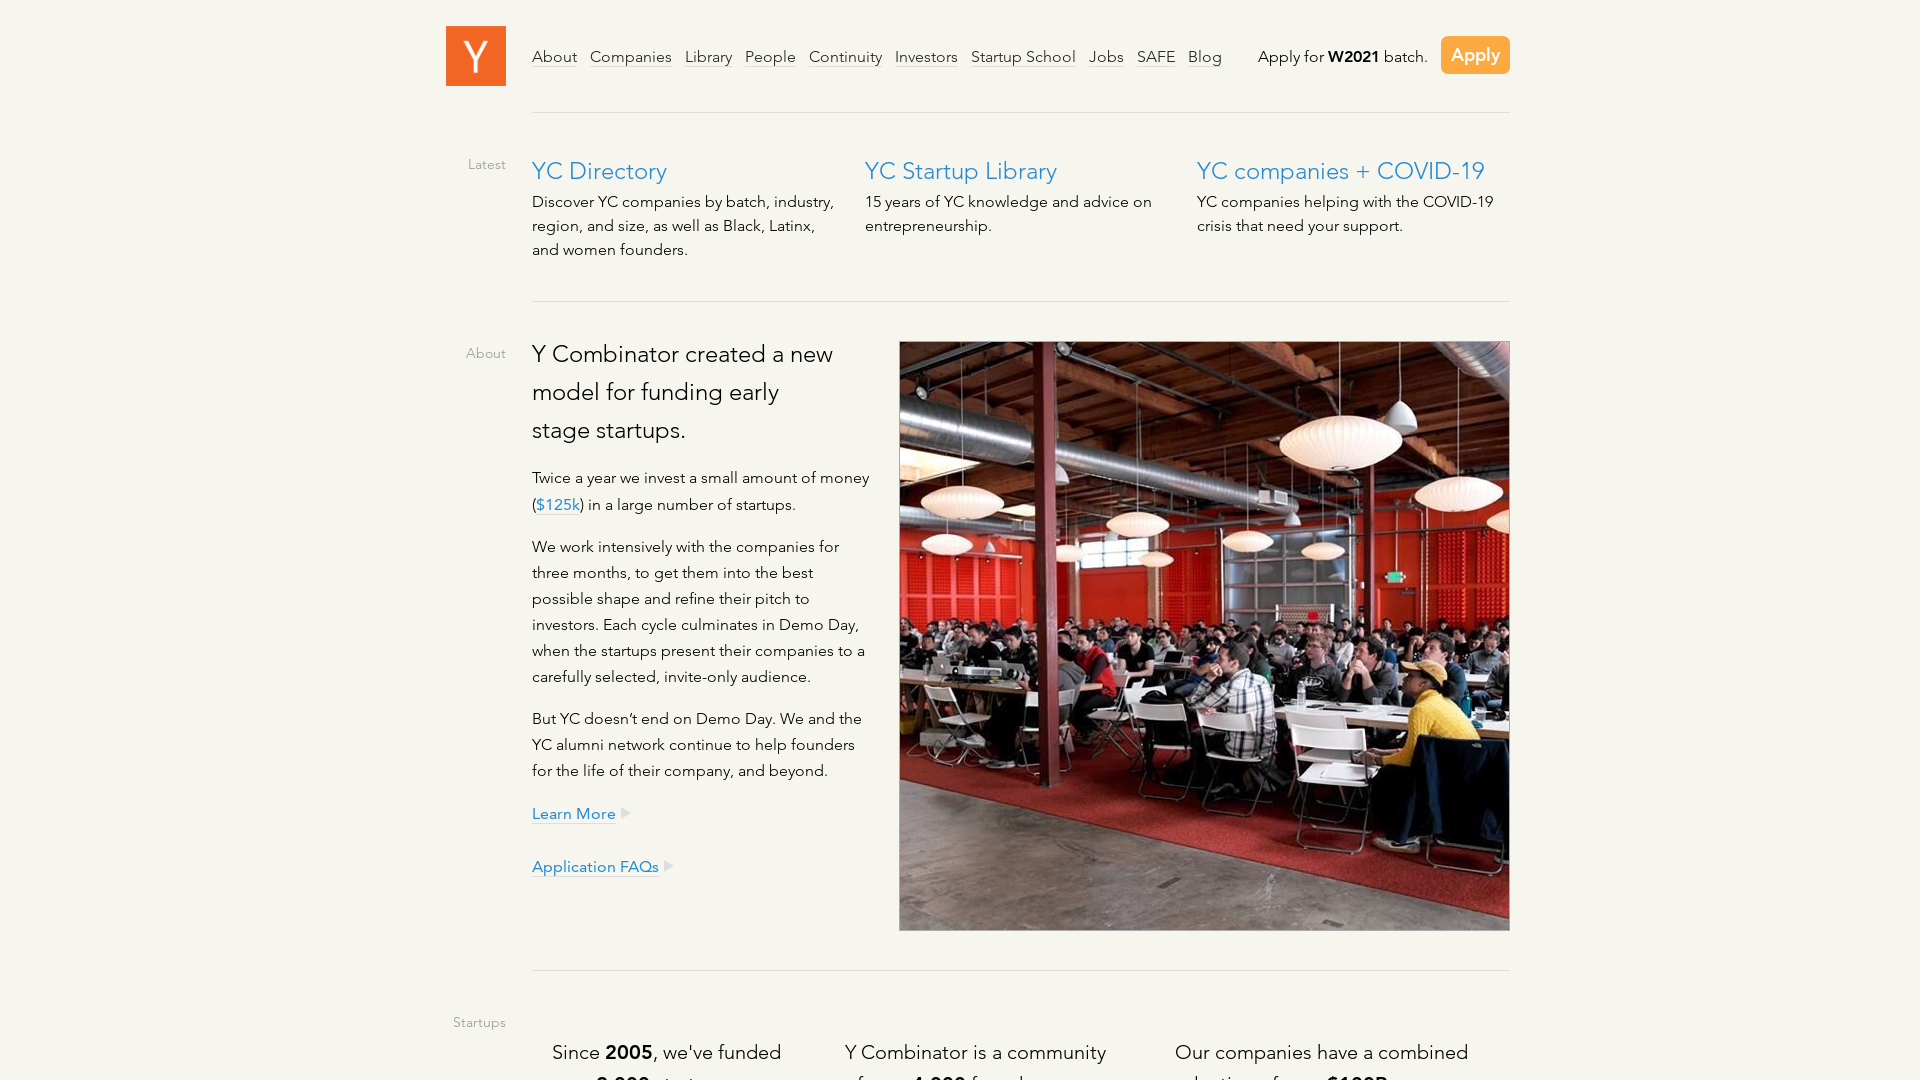 Y
About Companies Library People Continuity Investors Startup School Jobs SAFE Blog Apply for W2021 batch. Apply
Latest
YC Directory
Discover YC companies by batch, industry,
region, and size, as well as Black, Latinx,
and women founders.
YC Startup Library
15 years of YC knowledge and advice on
entrepreneurship.
YC companies + COVID-19
YC companies helping with the COVID-19
crisis that need your support.
About
Y Combinator created a new
model for funding early
stage startups.
Twice a year we invest a small amount of money
($125k) in a large number of startups.
We work intensively with the companies for
three months, to get them into the best
possible shape and refine their pitch to
investors. Each cycle culminates in Demo Day,
when the startups present their companies to a
carefully selected, invite-only audience.
But YC doesn’t end on Demo Day. We and the
YC alumni network continue to help founders
for the life of their company, and beyond.
Learn More
Application FAQs
Startups
Since 2005, we've funded
Y Combinator is a community
Our companies have a combined